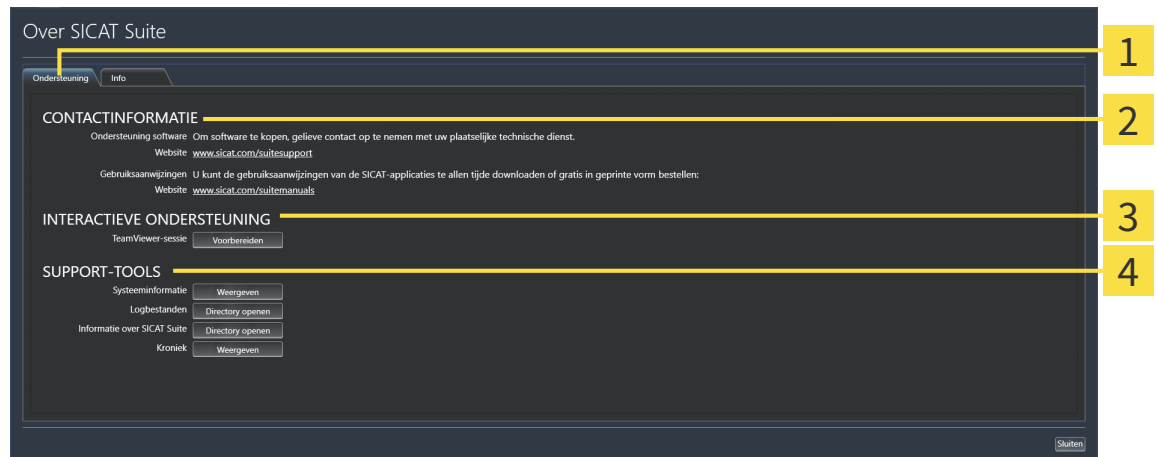 Over SICAT Suite
1
Ondersteuning Info
CONTACTINFORMATIE
2
Ondersteuning software Om software te kopen, gelieve contact op te nemen met uw plaatselijke technische dienst.
Website www.sicat.com/suitesupport
Gebruiksaanwijzingen U kunt de gebruiksaanwijzingen van de SICAT-applicaties te allen tijde downloaden of gratis in geprinte vorm bestellen:
Website www.sicat.com/suitemanuals
INTERACTIEVE ONDERSTEUNING
3
TeamViewer-sessie Voorbereiden
SUPPORT-TOOLS
4
Systeeminformatie Weergeven
Logbestanden Directory openen
Informatie over SICAT Suite Directory openen
Kroniek Weergeven
Sluiten